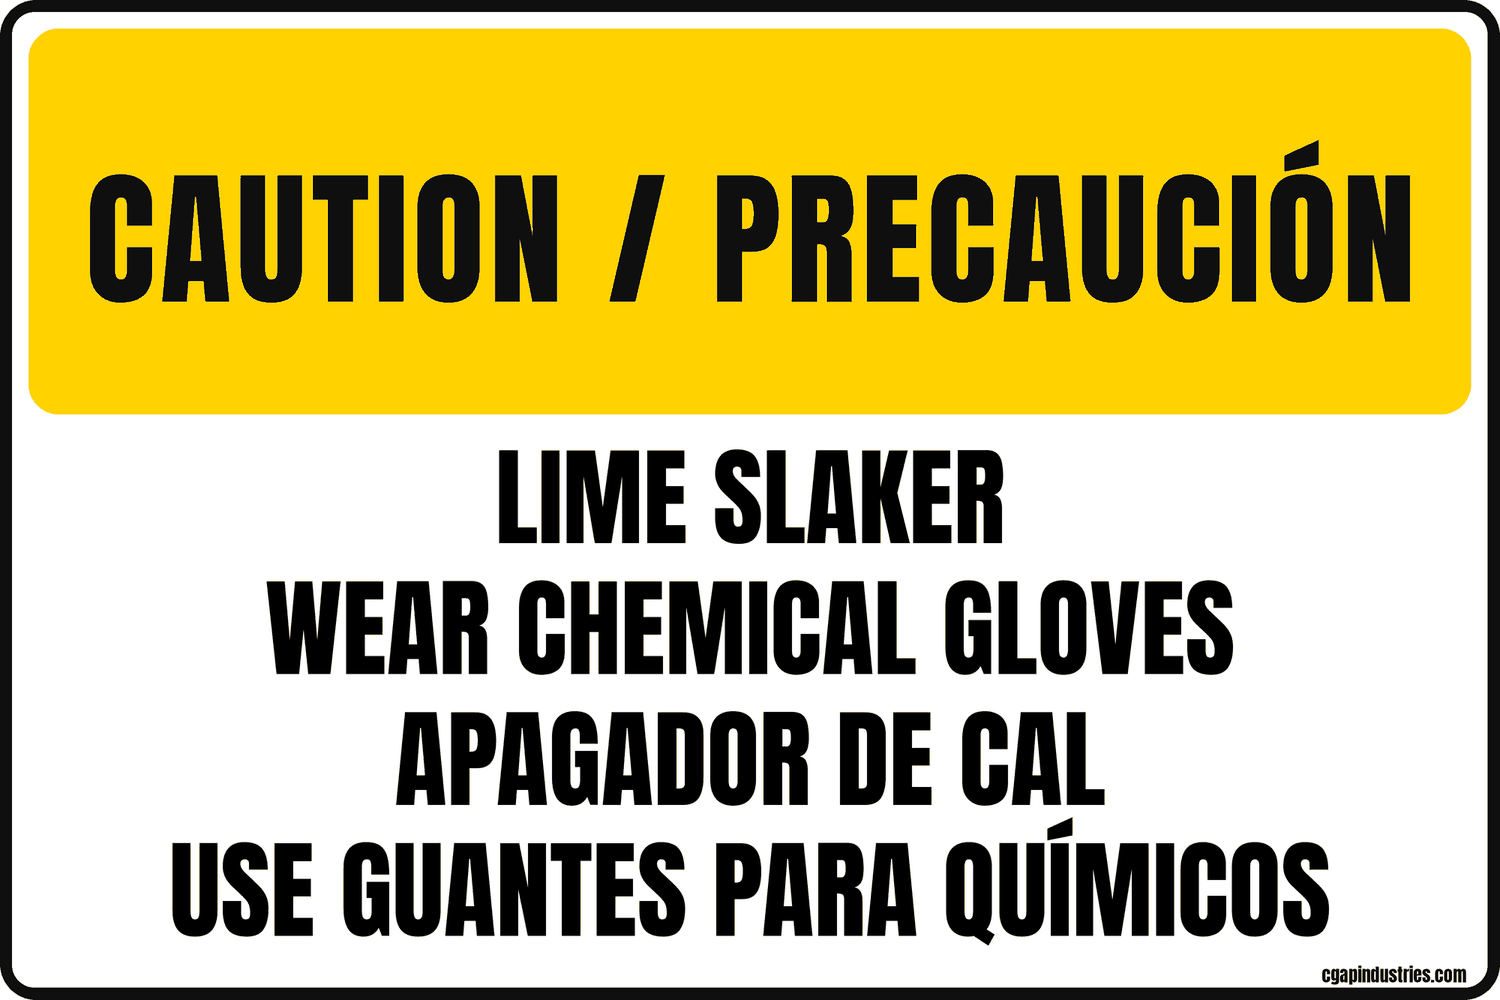 CAUTION / PRECAUCIÓN
LIME SLAKER
WEAR CHEMICAL GLOVES
APAGADOR DE CAL
USE GUANTES PARA QUÍMICOS
cgapindustries.com